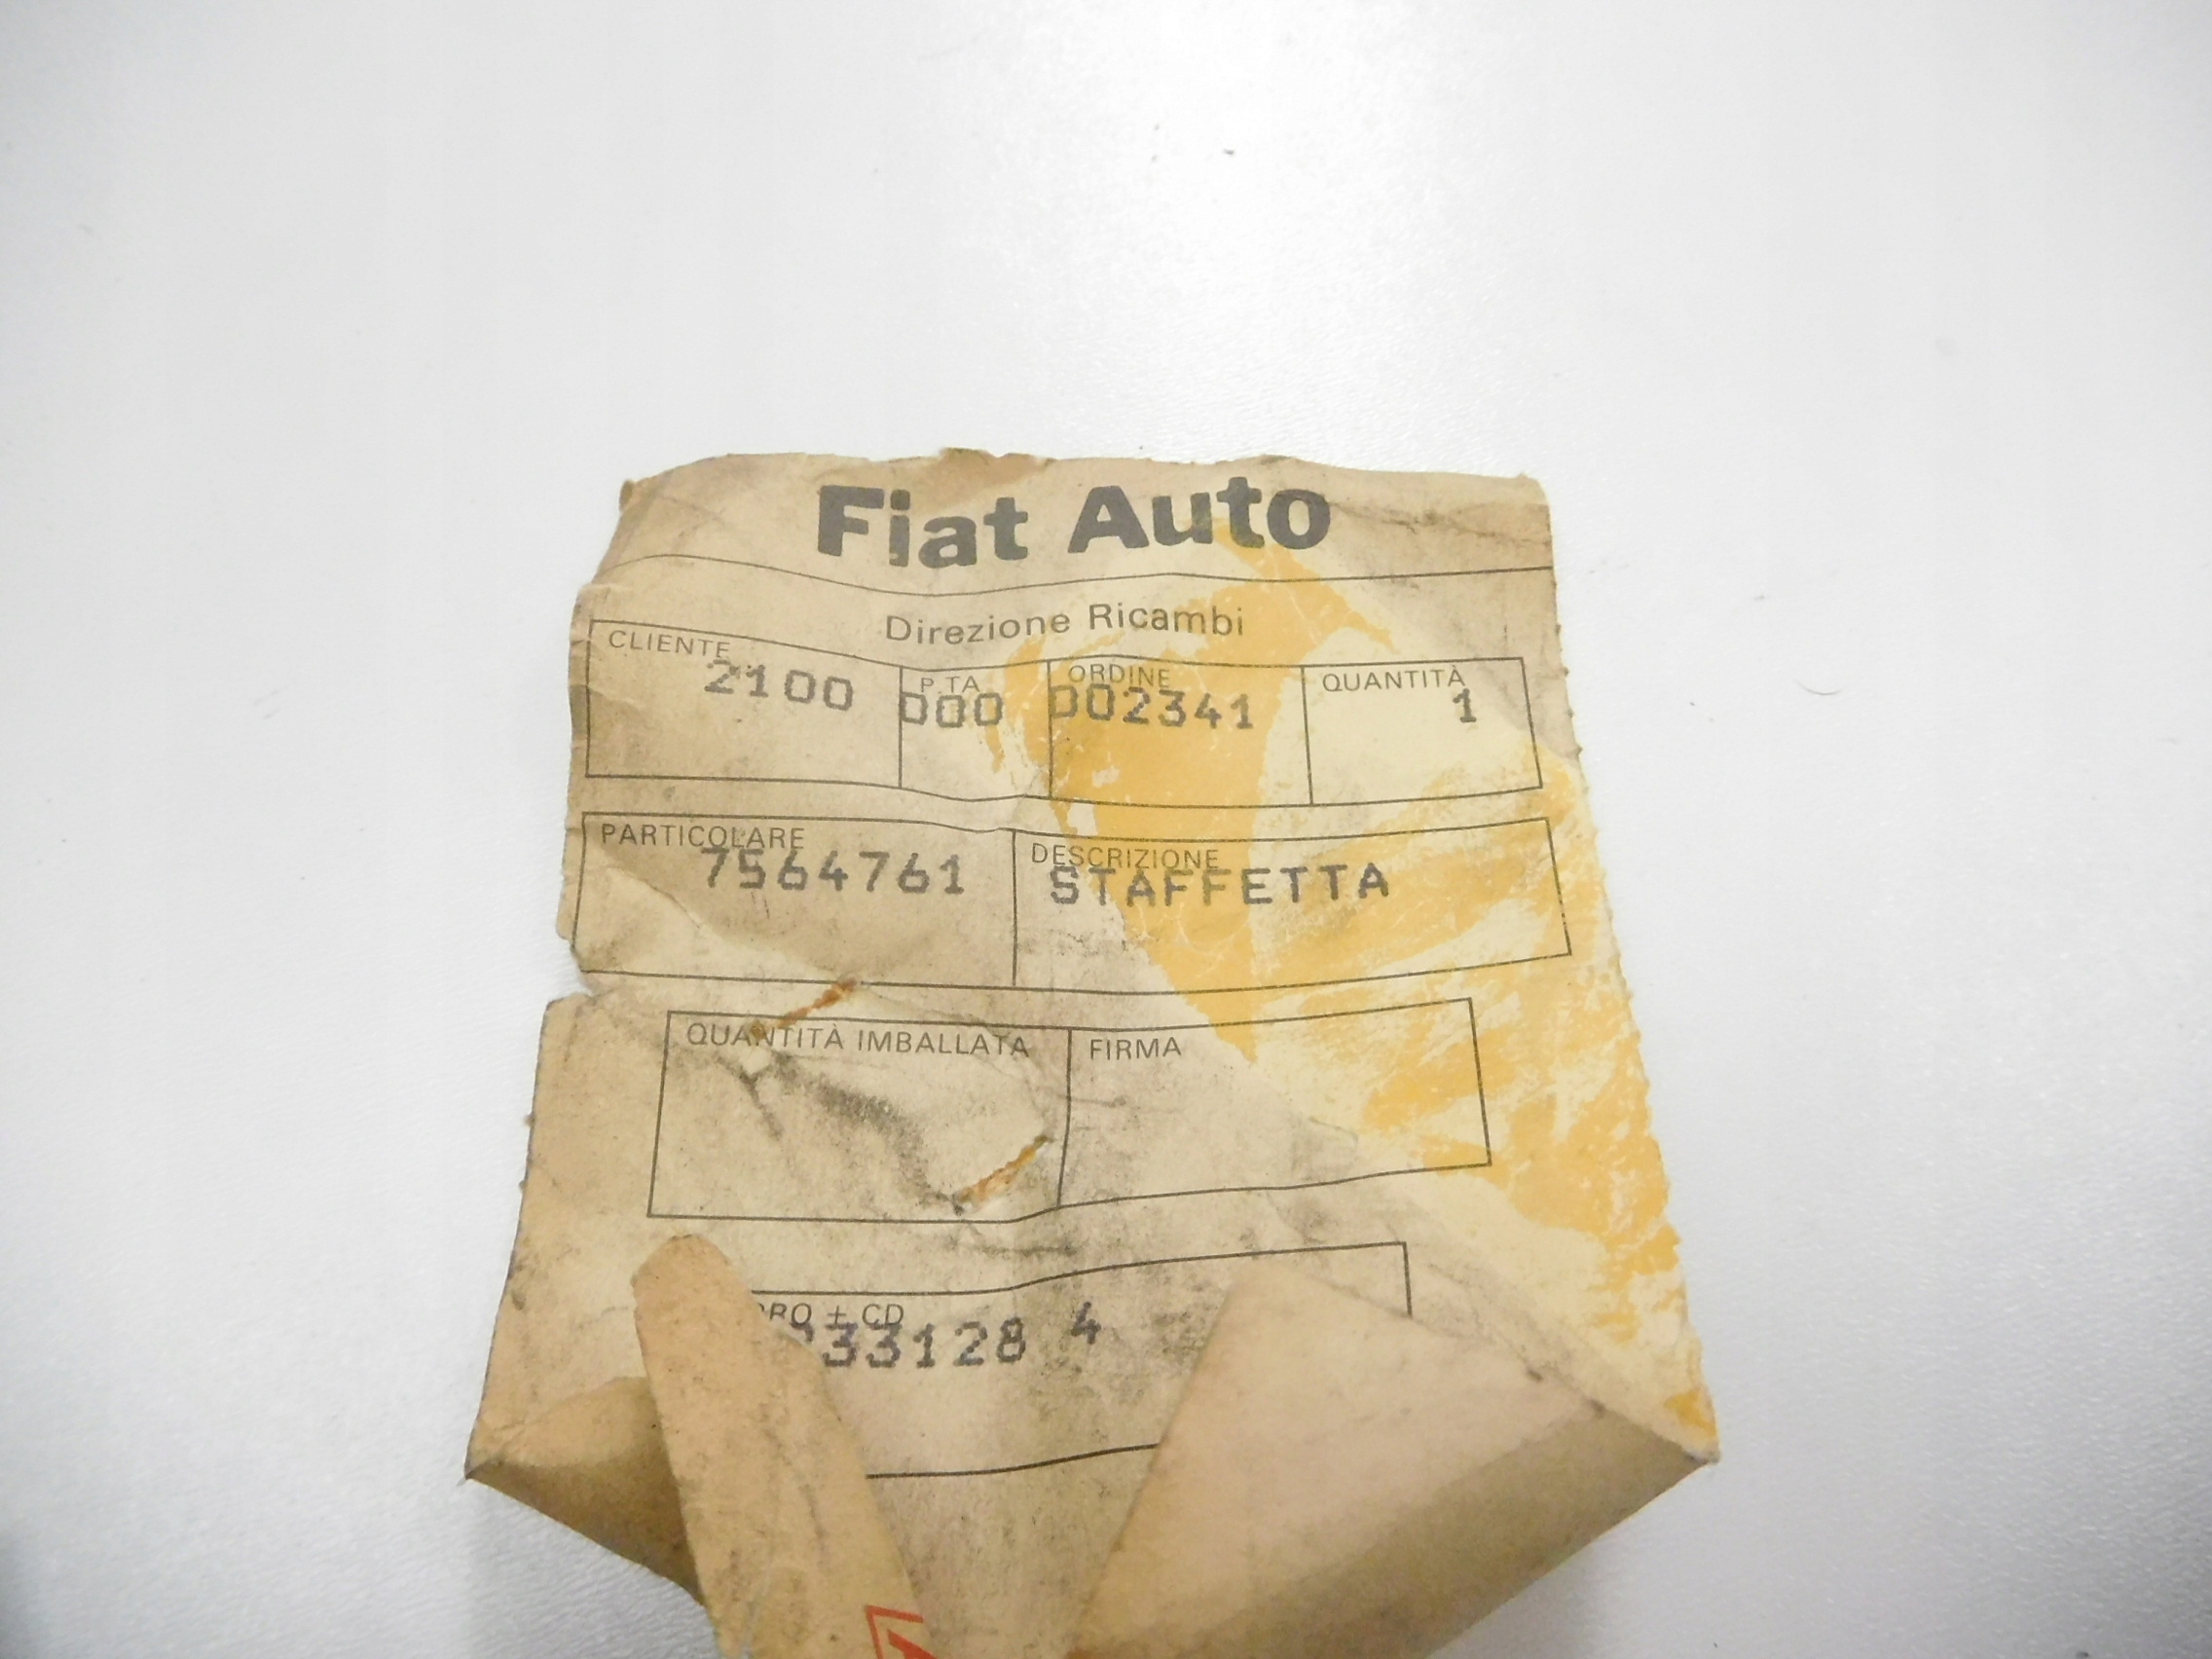 Fiat Auto
Direzione Ricambi
CLIENTE P.TA ORDINE QUANTITÀ
2100 000 002341 1
PARTICOLARE DESCRIZIONE
7564761 STAFFETTA
QUANTITÀ IMBALLATA FIRMA
+ CD
33128 4